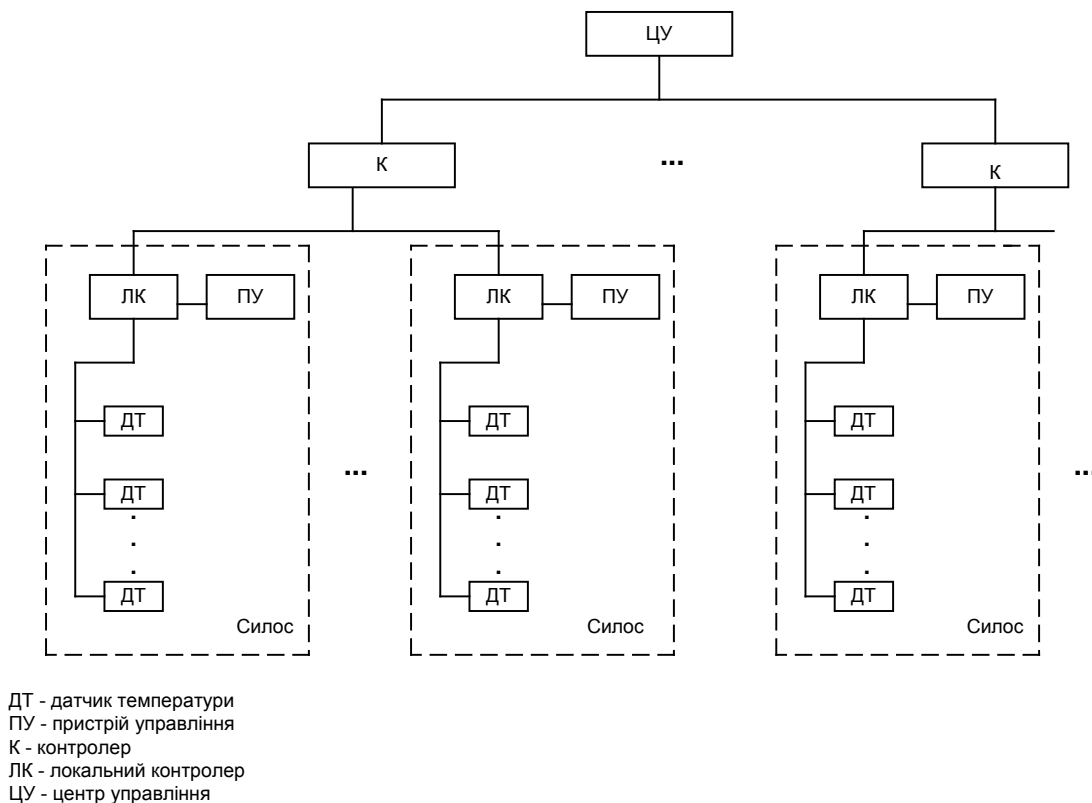 ЦУ
К ... К
ЛК ПУ ЛК ПУ ЛК ПУ
ДТ ДТ ДТ
... ...
ДТ ДТ ДТ
. . .
. . .
. . .
ДТ ДТ ДТ
Силос Силос Силос
ДТ - датчик температури
ПУ - пристрій управління
К - контролер
ЛК - локальний контролер
ЦУ - центр управління